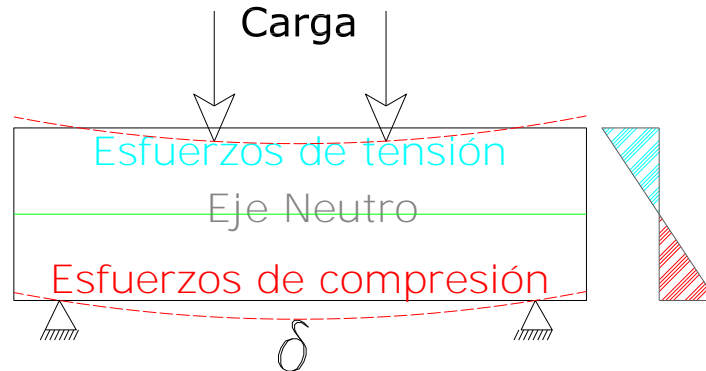 Carga
Esfuerzos de tensión
Eje Neutro
Esfuerzos de compresión
δ